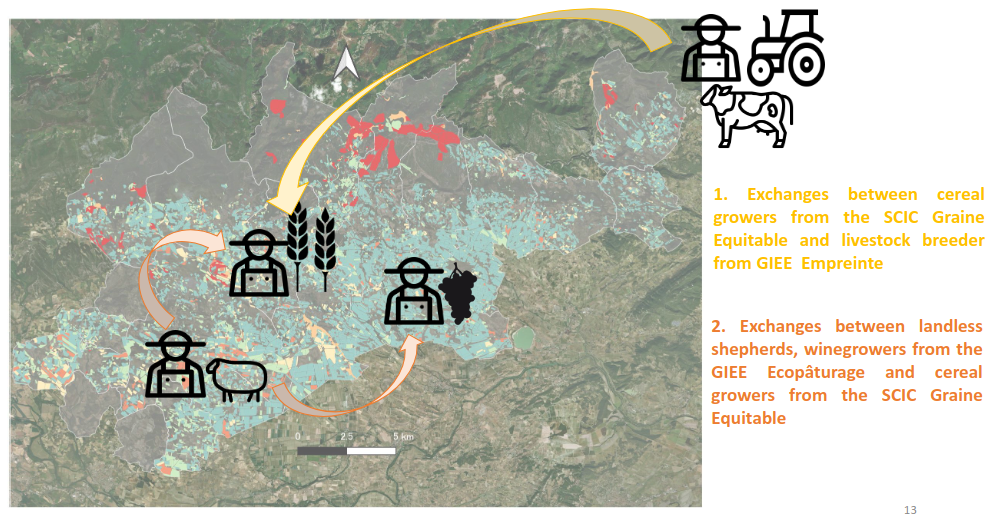 1. Exchanges between cereal
growers from the SCIC Graine
Equitable and livestock breeder
from GIEE Empreinte
2. Exchanges between landless
shepherds, winegrowers from the
GIEE Ecopâturage and cereal
growers from the SCIC Graine
Equitable
0 2.5 5 km
13